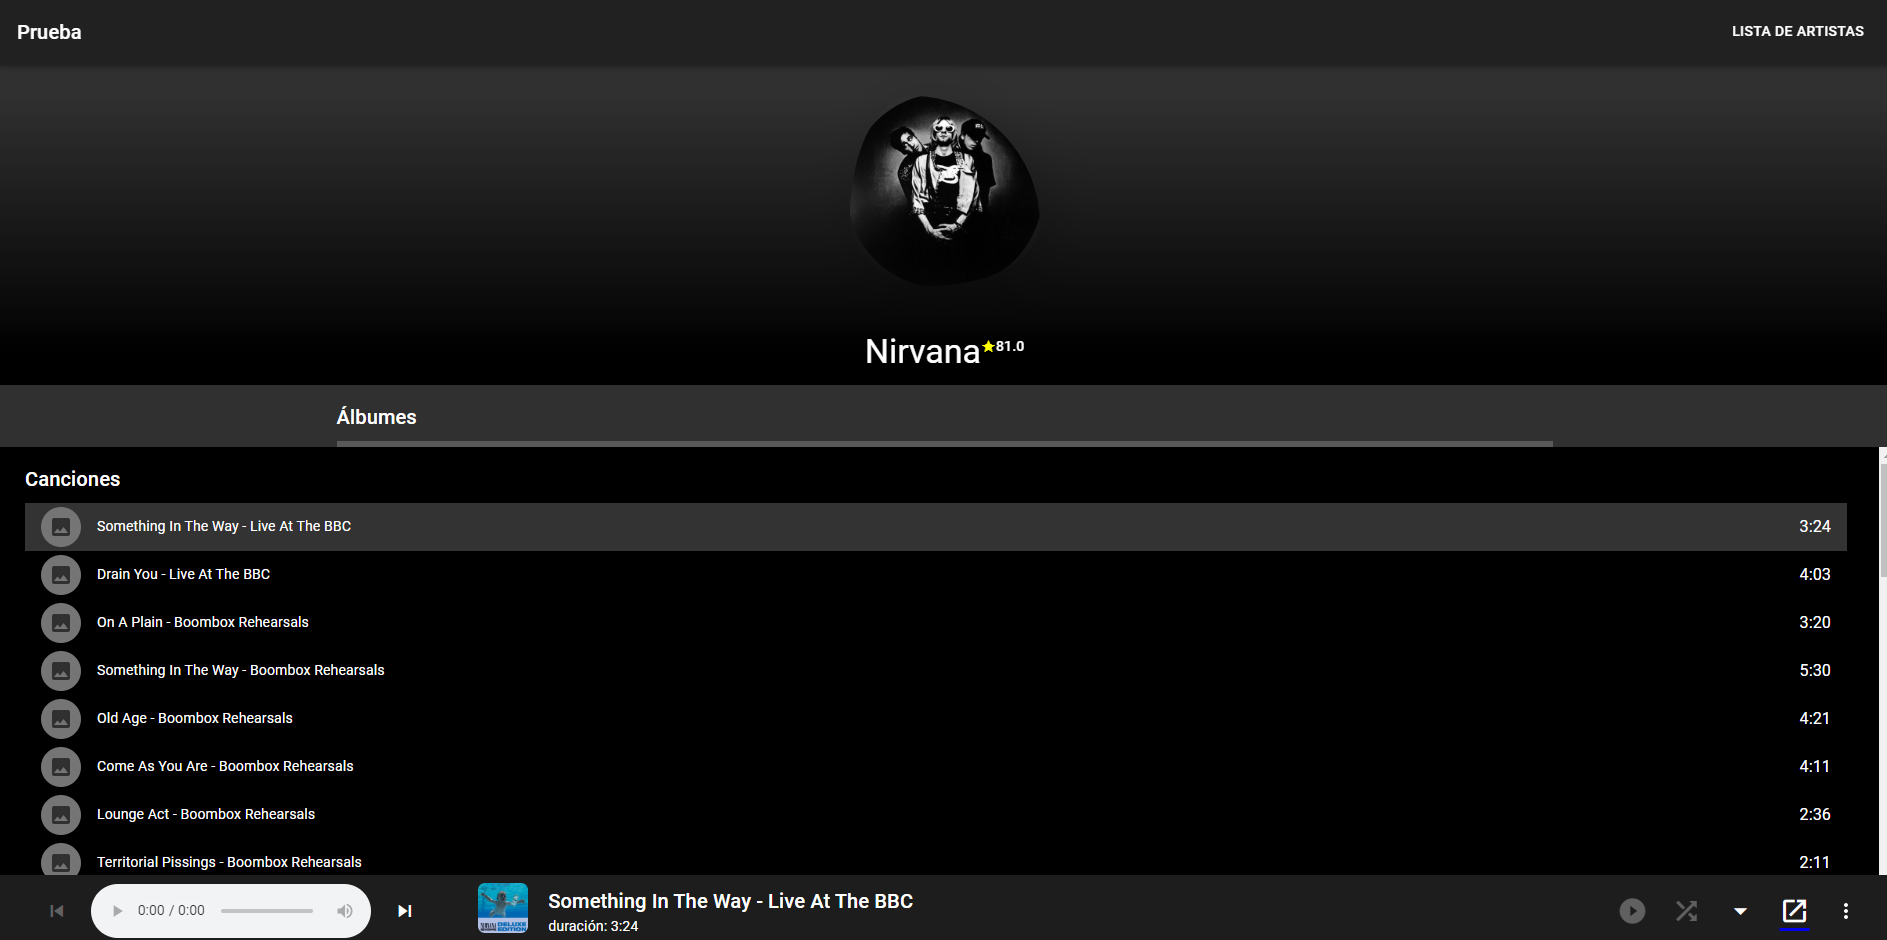 Prueba
LISTA DE ARTISTAS
Nirvana 81.0
Álbumes
Canciones
Something In The Way - Live At The BBC 3:24
Drain You - Live At The BBC 4:03
On A Plain - Boombox Rehearsals 3:20
Something In The Way - Boombox Rehearsals 5:30
Old Age - Boombox Rehearsals 4:21
Come As You Are - Boombox Rehearsals 4:11
Lounge Act - Boombox Rehearsals 2:36
Territorial Pissings - Boombox Rehearsals 2:11
0:00 / 0:00
NIRVANA DELUXE EDITION
Something In The Way - Live At The BBC
duración: 3:24